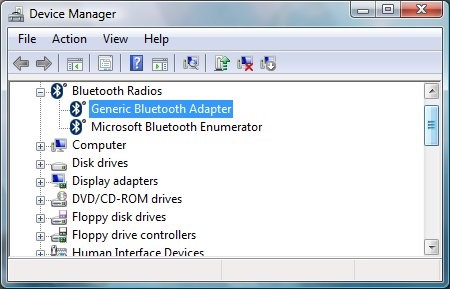 Device Manager
File Action View Help
Bluetooth Radios
Generic Bluetooth Adapter
Microsoft Bluetooth Enumerator
Computer
Disk drives
Display adapters
DVD/CD-ROM drives
Floppy disk drives
Floppy drive controllers
Human Interface Devices